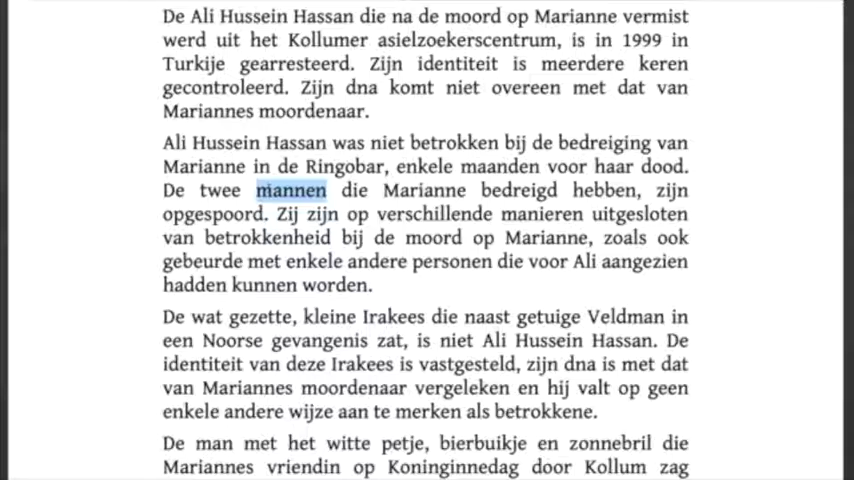 De Ali Hussein Hassan die na de moord op Marianne vermist
werd uit het Kollumer asielzoekerscentrum, is in 1999 in
Turkije gearresteerd. Zijn identiteit is meerdere keren
gecontroleerd. Zijn dna komt niet overeen met dat van
Mariannes moordenaar.
Ali Hussein Hassan was niet betrokken bij de bedreiging van
Marianne in de Ringobar, enkele maanden voor haar dood.
De twee mannen die Marianne bedreigd hebben, zijn
opgespoord. Zij zijn op verschillende manieren uitgesloten
van betrokkenheid bij de moord op Marianne, zoals ook
gebeurde met enkele andere personen die voor Ali aangezien
hadden kunnen worden.
De wat gezette, kleine Irakees die naast getuige Veldman in
een Noorse gevangenis zat, is niet Ali Hussein Hassan. De
identiteit van deze Irakees is vastgesteld, zijn dna is met dat
van Mariannes moordenaar vergeleken en hij valt op geen
enkele andere wijze aan te merken als betrokkene.
De man met het witte petje, bierbuikje en zonnebril die
Mariannes vriendin op Koninginnedag door Kollum zag